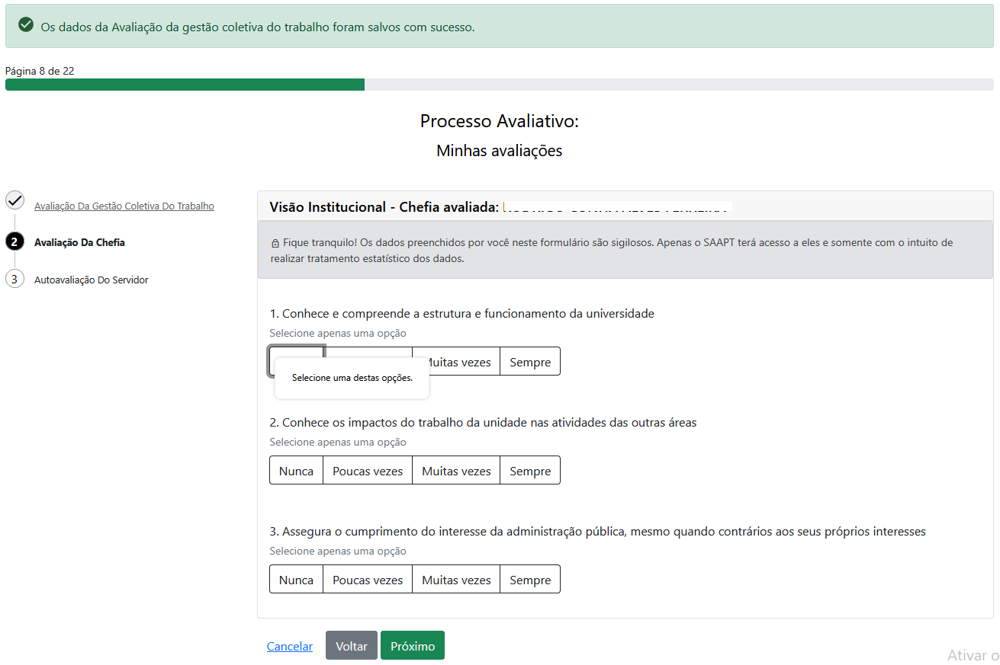 Os dados da Avaliação da gestão coletiva do trabalho foram salvos com sucesso.
Página 8 de 22
Processo Avaliativo:
Minhas avaliações
Avaliação Da Gestão Coletiva Do Trabalho
2 Avaliação Da Chefia
3 Autoavaliação Do Servidor
Visão Institucional - Chefia avaliada:
Fique tranquilo! Os dados preenchidos por você neste formulário são sigilosos. Apenas o SAAPT terá acesso a eles e somente com o intuito de
realizar tratamento estatístico dos dados.
1. Conhece e compreende a estrutura e funcionamento da universidade
Selecione apenas uma opção
Muitas vezes Sempre
Selecione uma destas opções.
2. Conhece os impactos do trabalho da unidade nas atividades das outras áreas
Selecione apenas uma opção
Nunca Poucas vezes Muitas vezes Sempre
3. Assegura o cumprimento do interesse da administração pública, mesmo quando contrários aos seus próprios interesses
Selecione apenas uma opção
Nunca Poucas vezes Muitas vezes Sempre
Cancelar Voltar Próximo
Ativar o